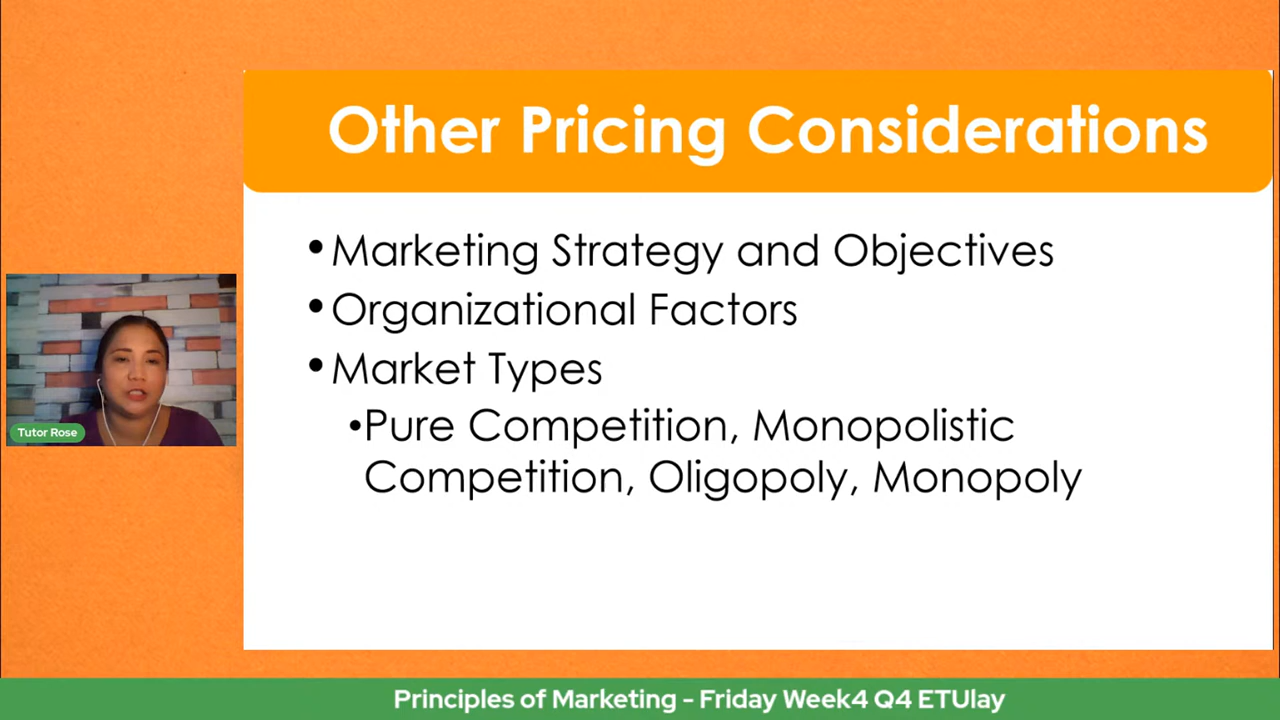 Other Pricing Considerations
•Marketing Strategy and Objectives
•Organizational Factors
•Market Types
•Pure Competition, Monopolistic
Competition, Oligopoly, Monopoly
Tutor Rose
Principles of Marketing - Friday Week4 Q4 ETUlay